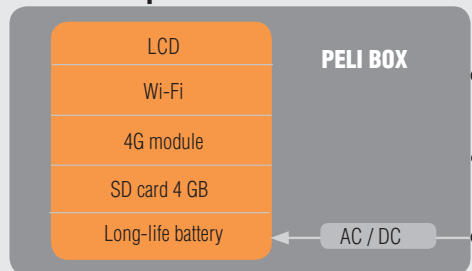 LCD
PELI BOX
Wi-Fi
4G module
SD card 4 GB
Long-life battery
AC / DC